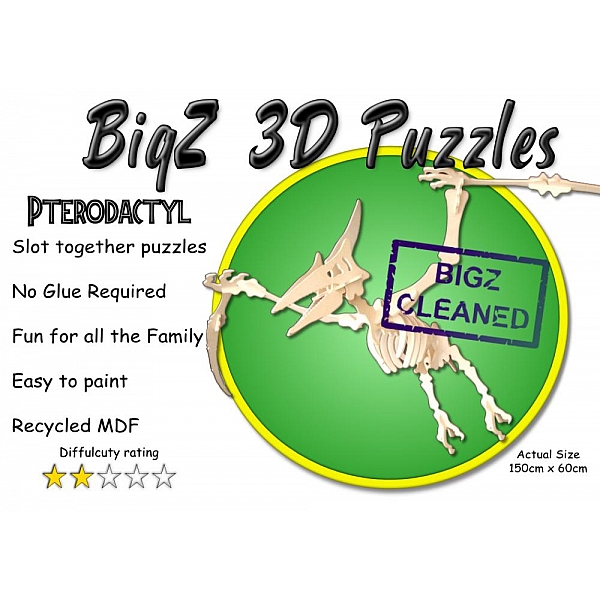 BigZ 3D Puzzles
PTERODACTYL
Slot together puzzles
No Glue Required
Fun for all the Family
Easy to paint
Recycled MDF
Diffulcuty rating
BIGZ
CLEANED
Actual Size
150cm x 60cm